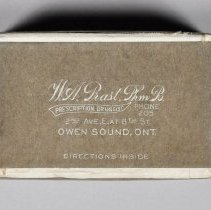 W.A. Rast, Phm.B.
PRESCRIPTION DRUGGIST
PHONE
205
2ND AVE. E. AT 8TH ST.
OWEN SOUND, ONT.
DIRECTIONS INSIDE